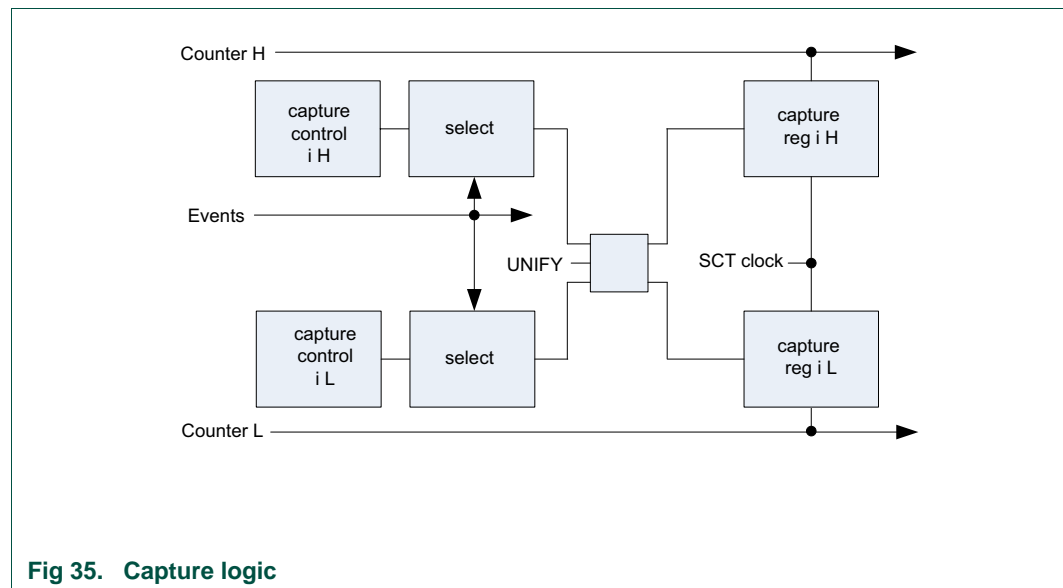 Counter H
capture
control
i H
select
capture
reg i H
Events
UNIFY
SCT clock
capture
control
i L
select
capture
reg i L
Counter L
Fig 35. Capture logic